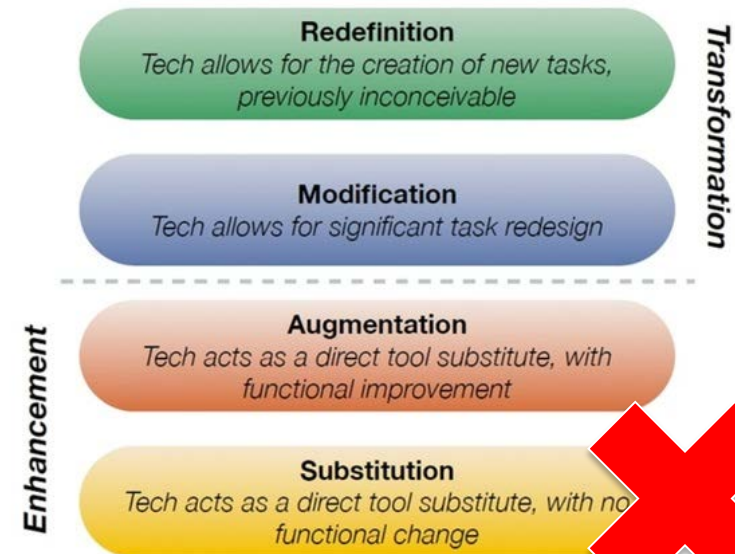 Redefinition
Tech allows for the creation of new tasks,
previously inconceivable
Transformation
Modification
Tech allows for significant task redesign
Augmentation
Tech acts as a direct tool substitute, with
functional improvement
Enhancement
Substitution
Tech acts as a direct tool substitute, with no
functional change